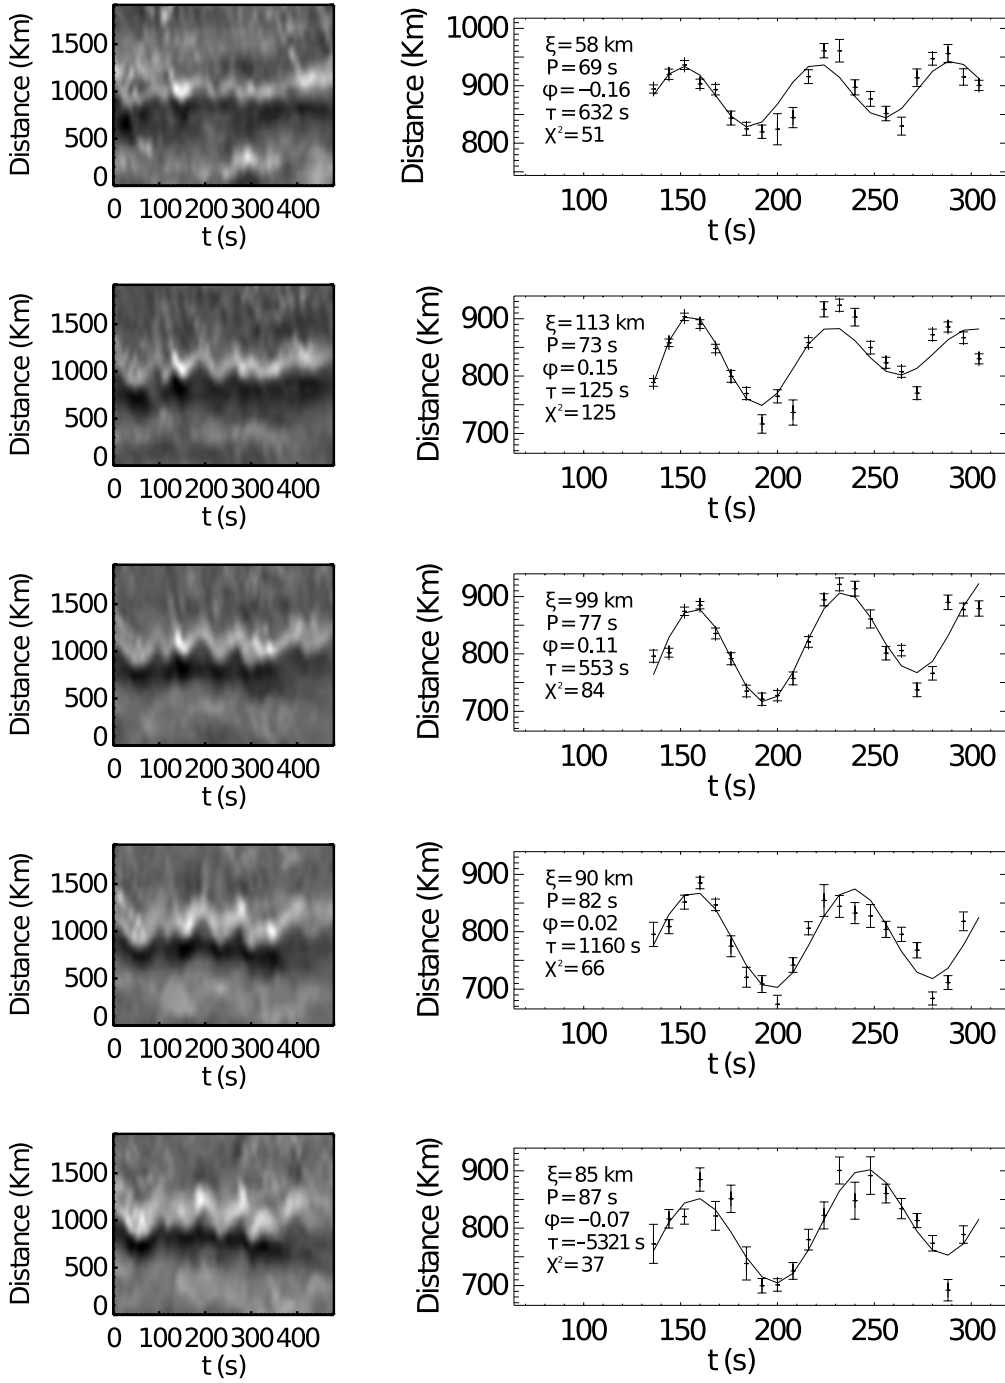 Distance (Km)
1500
1000
500
0
0 100 200 300 400
t (s)
Distance (Km)
1000
900
800
ξ = 58 km
P = 69 s
φ = −0.16
τ = 632 s
χ² = 51
100 150 200 250 300
t (s)
Distance (Km)
1500
1000
500
0
0 100 200 300 400
t (s)
Distance (Km)
900
800
700
ξ = 113 km
P = 73 s
φ = 0.15
τ = 125 s
χ² = 125
100 150 200 250 300
t (s)
Distance (Km)
1500
1000
500
0
0 100 200 300 400
t (s)
Distance (Km)
900
800
700
ξ = 99 km
P = 77 s
φ = 0.11
τ = 553 s
χ² = 84
100 150 200 250 300
t (s)
Distance (Km)
1500
1000
500
0
0 100 200 300 400
t (s)
Distance (Km)
900
800
700
ξ = 90 km
P = 82 s
φ = 0.02
τ = 1160 s
χ² = 66
100 150 200 250 300
t (s)
Distance (Km)
1500
1000
500
0
0 100 200 300 400
t (s)
Distance (Km)
900
800
700
ξ = 85 km
P = 87 s
φ = −0.07
τ = −5321 s
χ² = 37
100 150 200 250 300
t (s)